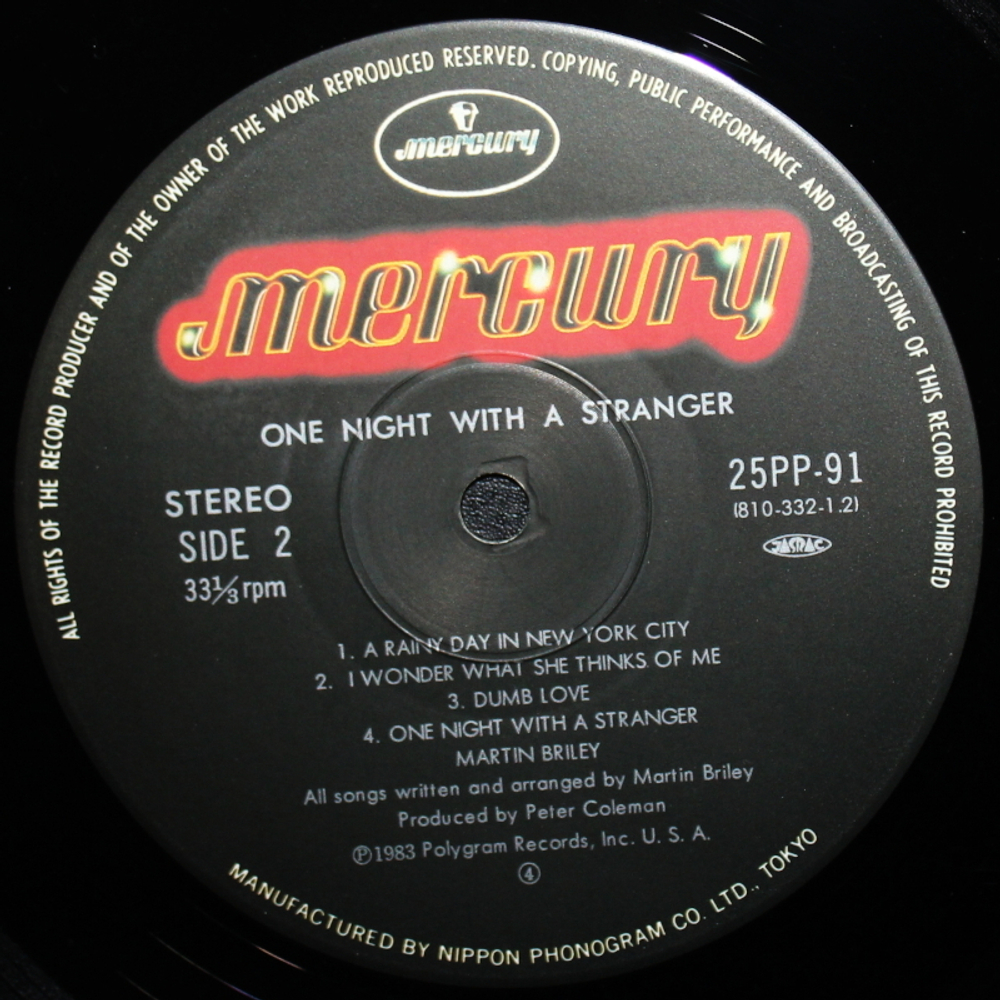 ALL RIGHTS OF THE RECORD PRODUCER AND OF THE OWNER OF THE WORK REPRODUCED RESERVED. COPYING, PUBLIC PERFORMANCE AND BROADCASTING OF THIS RECORD PROHIBITED
mercury
mercury
ONE NIGHT WITH A STRANGER
STEREO
SIDE 2
33⅓ rpm
25PP-91
(810-332-1.2)
JASRAC
1. A RAINY DAY IN NEW YORK CITY
2. I WONDER WHAT SHE THINKS OF ME
3. DUMB LOVE
4. ONE NIGHT WITH A STRANGER
MARTIN BRILEY
All songs written and arranged by Martin Briley
Produced by Peter Coleman
℗1983 Polygram Records, Inc. U. S. A.
④
MANUFACTURED BY NIPPON PHONOGRAM CO. LTD., TOKYO